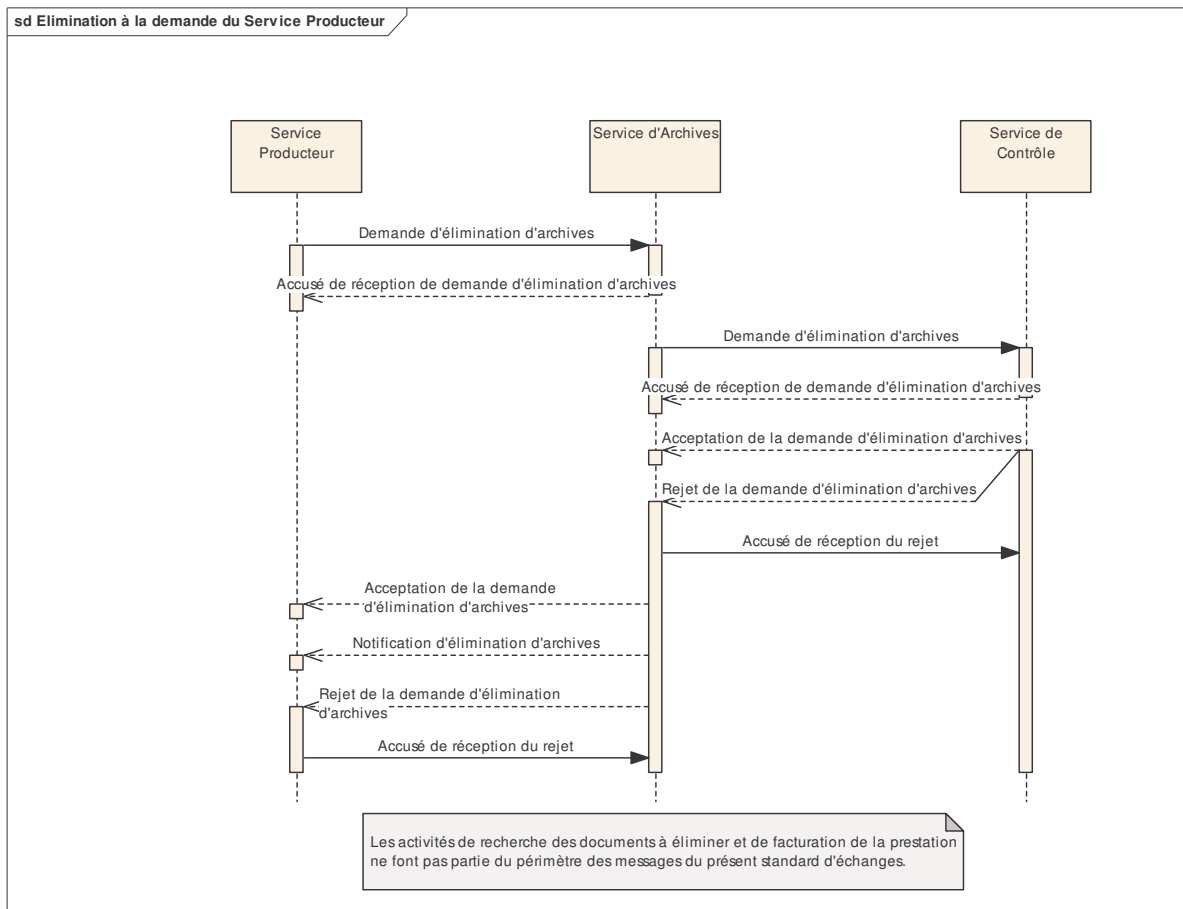 sd Elimination à la demande du Service Producteur
Service
Producteur
Service d'Archives
Service de
Contrôle
Demande d'élimination d'archives
Accusé de réception de demande d'élimination d'archives
Demande d'élimination d'archives
Accusé de réception de demande d'élimination d'archives
Acceptation de la demande d'élimination d'archives
Rejet de la demande d'élimination d'archives
Accusé de réception du rejet
Acceptation de la demande
d'élimination d'archives
Notification d'élimination d'archives
Rejet de la demande d'élimination
d'archives
Accusé de réception du rejet
Les activités de recherche des documents à éliminer et de facturation de la prestation
ne font pas partie du périmètre des messages du présent standard d'échanges.